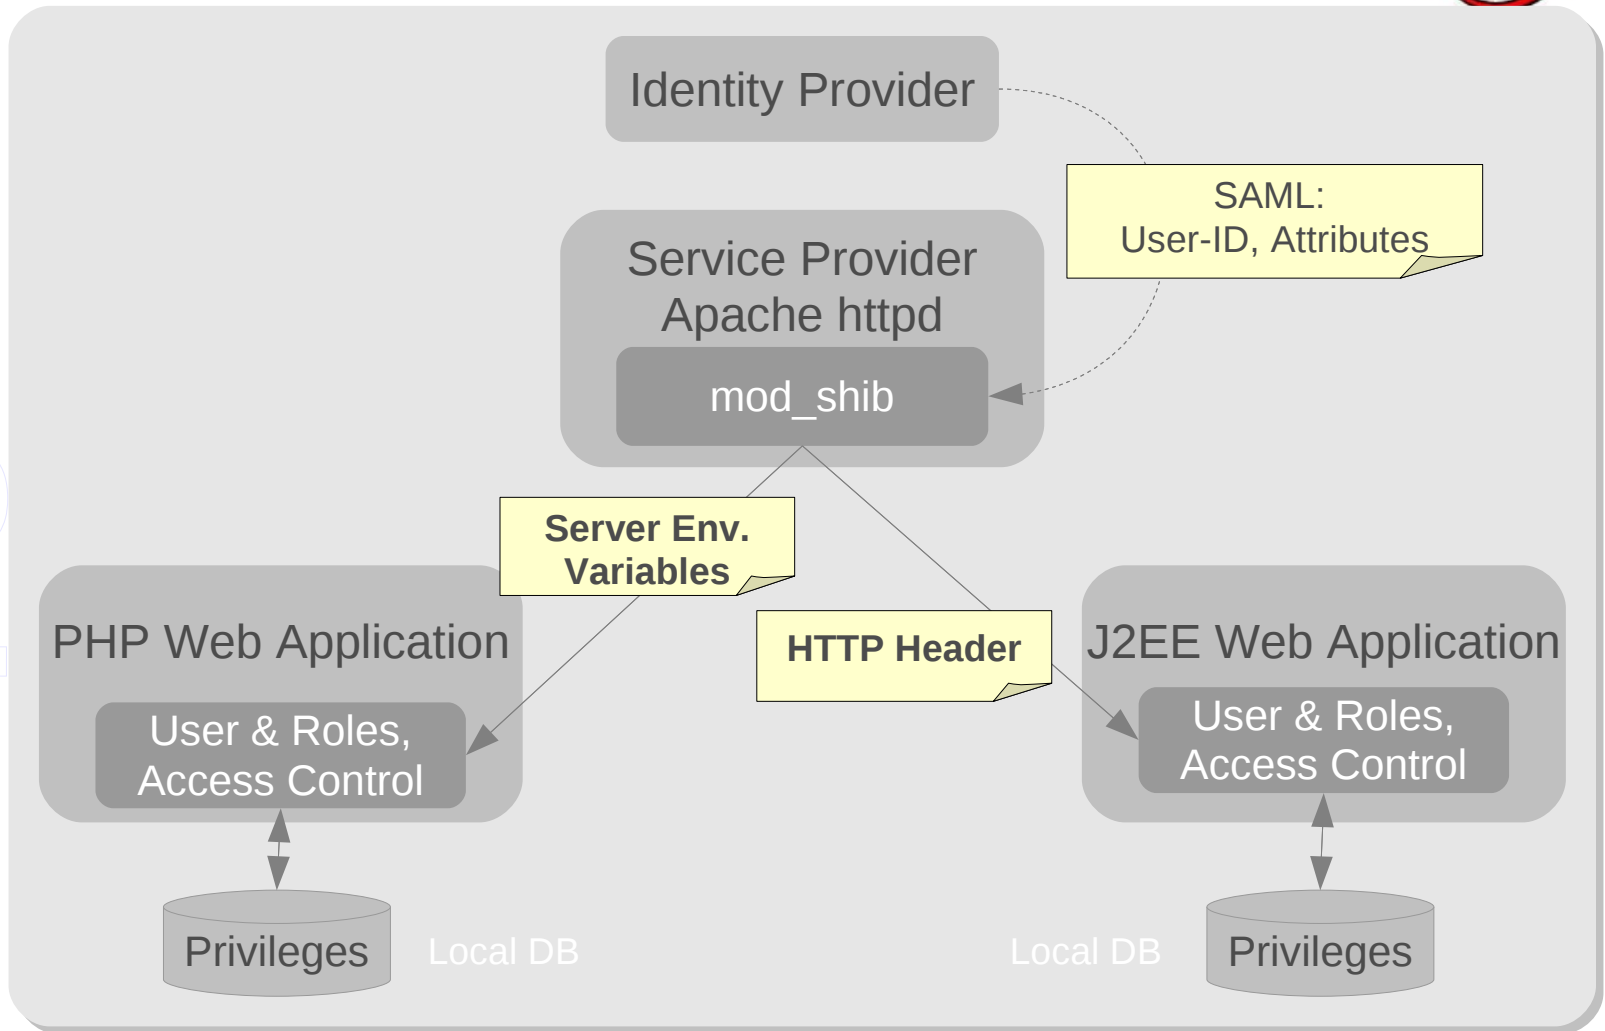 Identity Provider
SAML:
User-ID, Attributes
Service Provider
Apache httpd
mod_shib
Server Env.
Variables
HTTP Header
PHP Web Application
User & Roles,
Access Control
J2EE Web Application
User & Roles,
Access Control
Privileges
Local DB
Local DB
Privileges